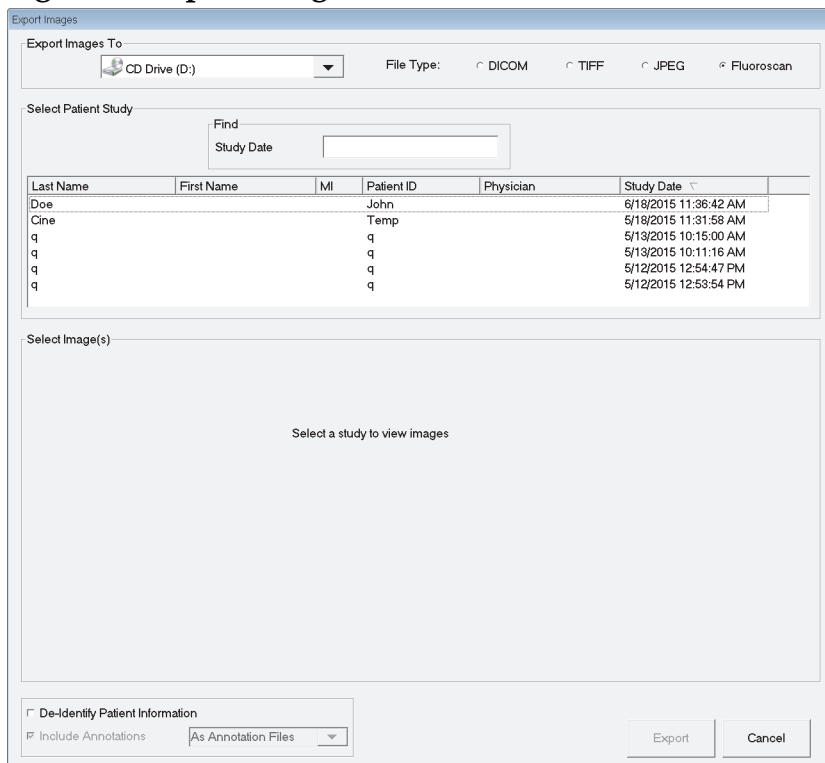 Export Images
Export Images To
CD Drive (D:)
File Type: DICOM TIFF JPEG Fluoroscan
Select Patient Study
Find
Study Date
Last Name First Name MI Patient ID Physician Study Date
Doe John 6/18/2015 11:36:42 AM
Cine Temp 5/18/2015 11:31:58 AM
q q 5/13/2015 10:15:00 AM
q q 5/13/2015 10:11:16 AM
q q 5/12/2015 12:54:47 PM
q q 5/12/2015 12:53:54 PM
Select Image(s)
Select a study to view images
De-Identify Patient Information
Include Annotations As Annotation Files
Export Cancel